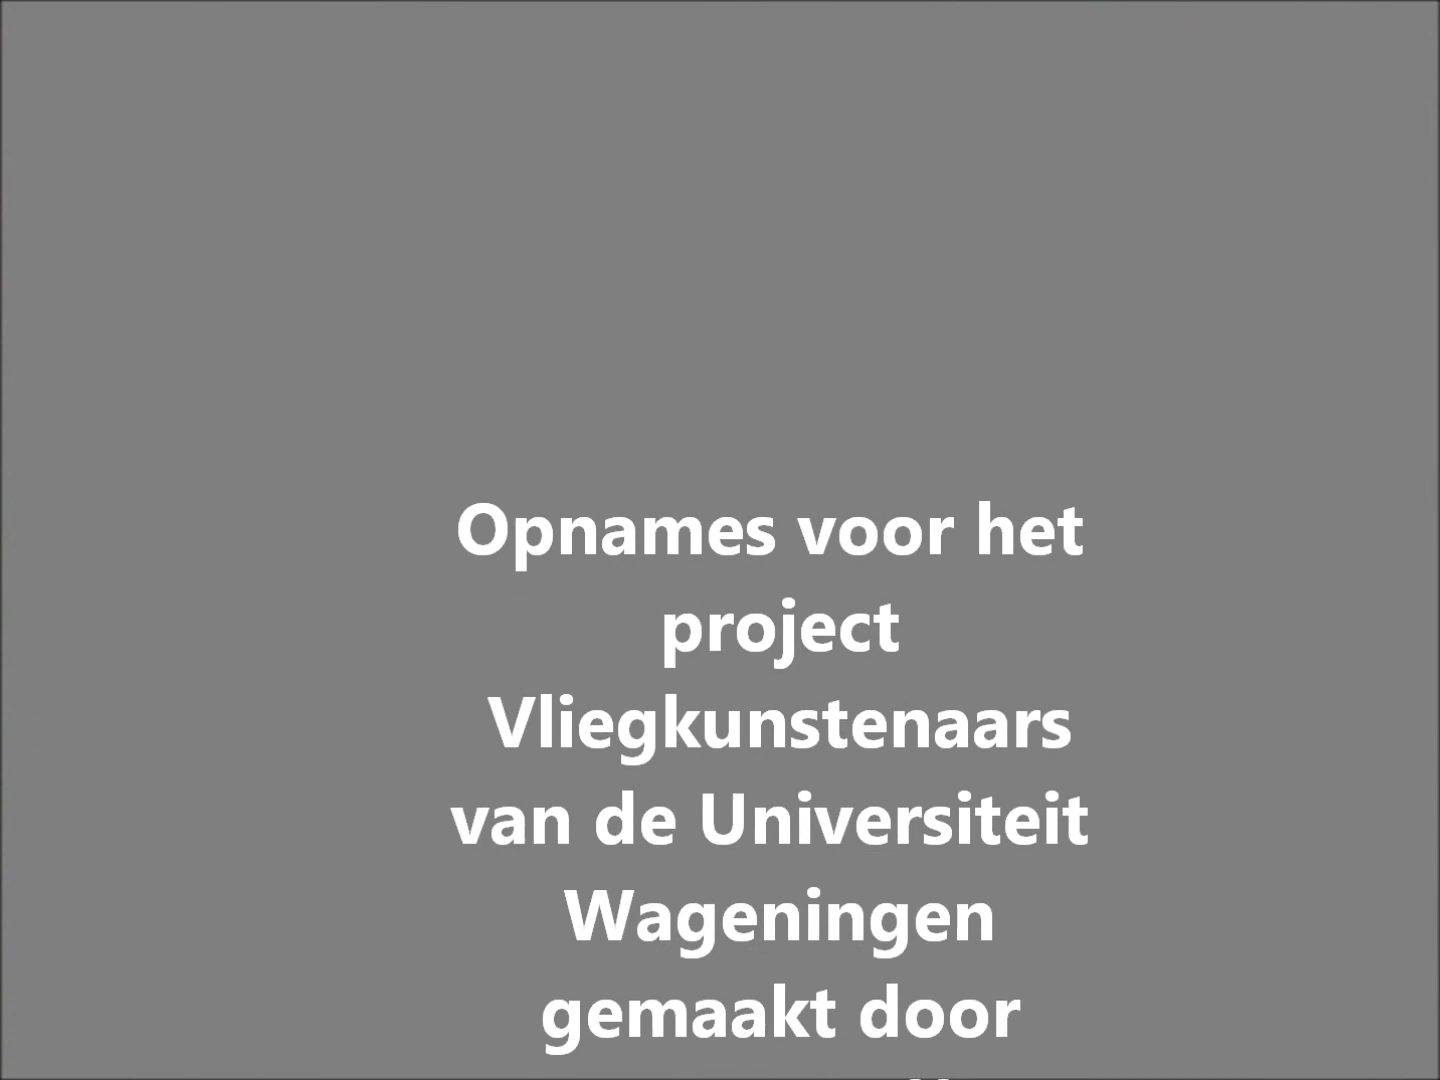 Opnames voor het
project
Vliegkunstenaars
van de Universiteit
Wageningen
gemaakt door